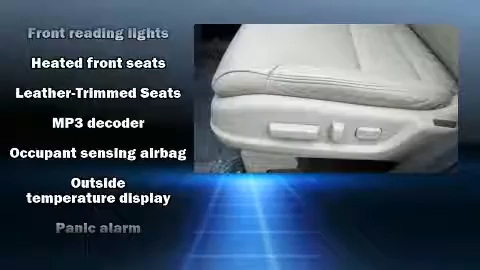 Front reading lights
Heated front seats
Leather-Trimmed Seats
MP3 decoder
Occupant sensing airbag
Outside
temperature display
Panic alarm